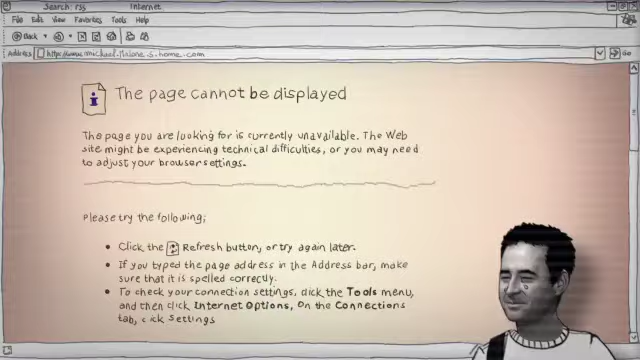 Search: rss Internet
File Edit View Favorites Tools Help
Back
Address Go
The page cannot be displayed
The page you are looking for is currently unavailable. The Web
site might be experiencing technical difficulties, or you may need
to adjust your browser settings.
Please try the following:
Click the Refresh button, or try again later.
If you typed the page address in the Address bar, make
sure that it is spelled correctly.
To check your connection settings, click the Tools menu,
and then click Internet Options, On the Connections
tab, click Settings